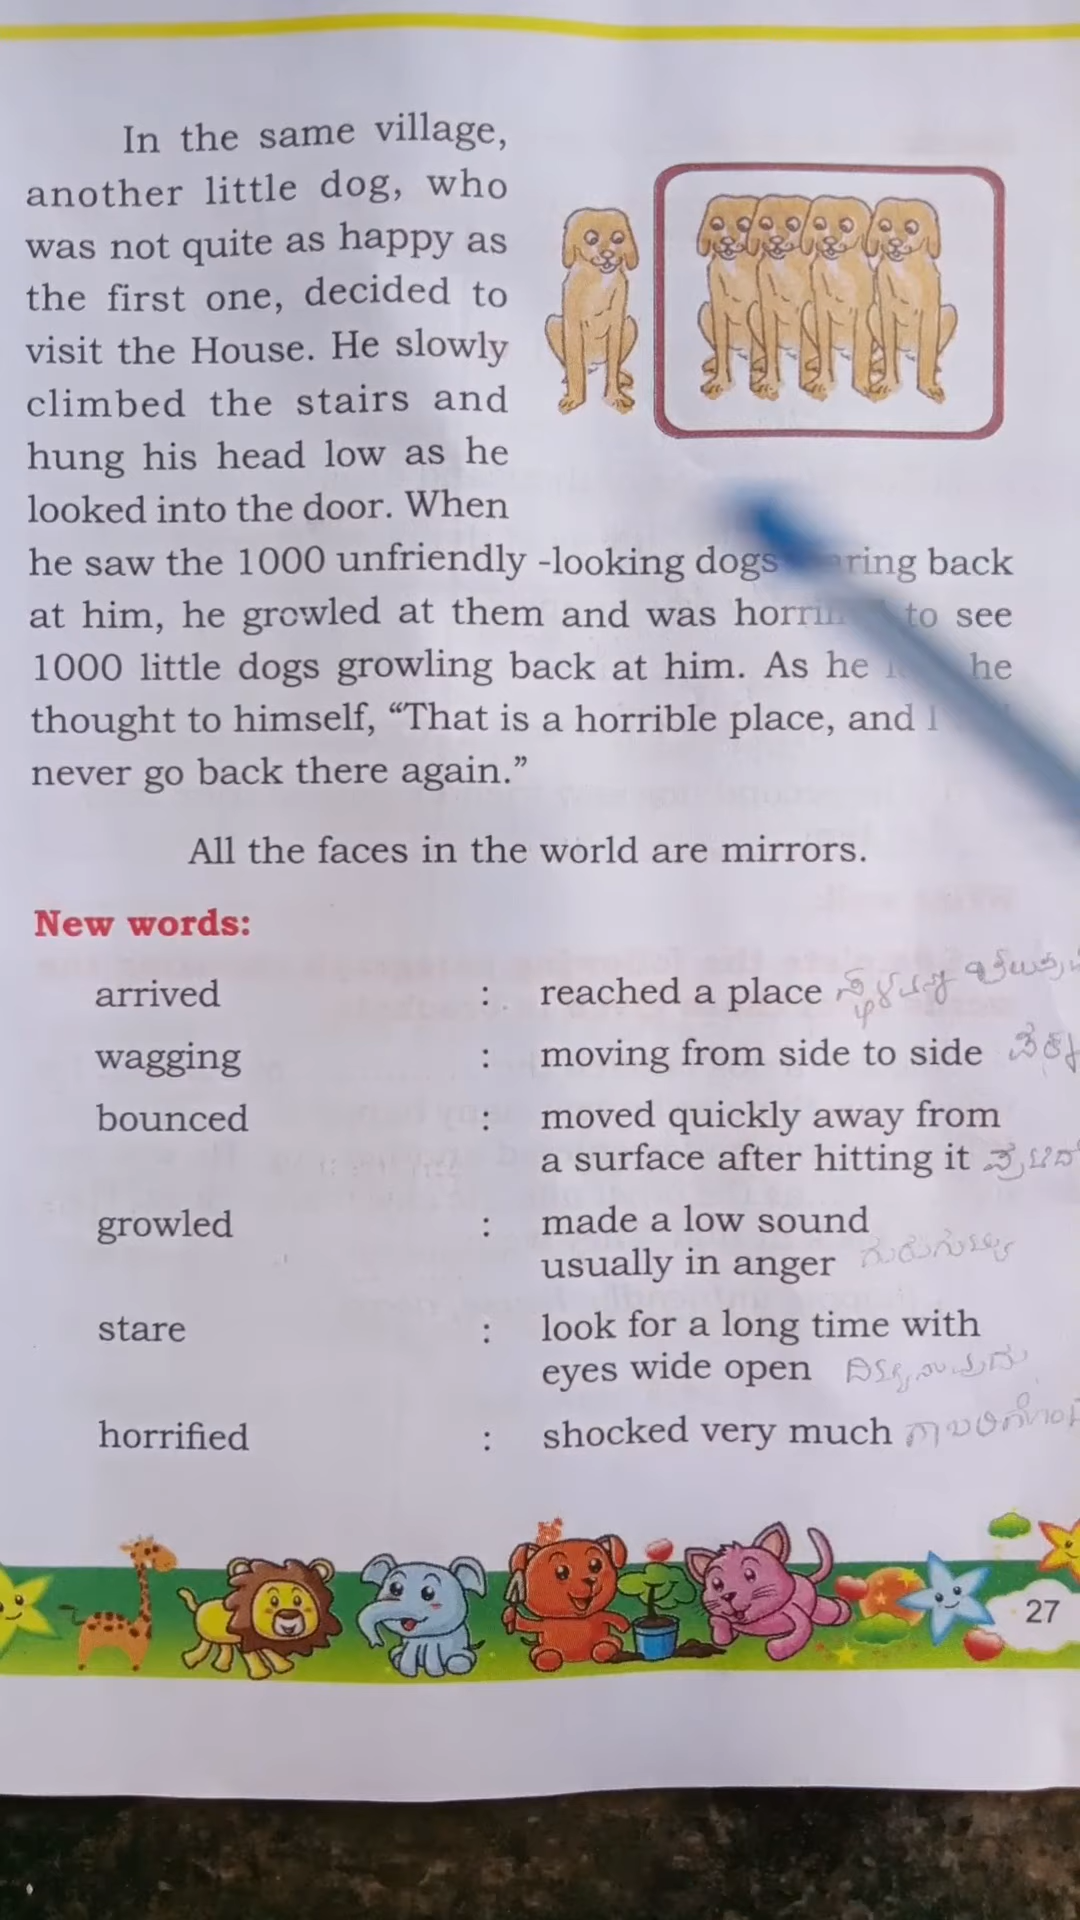 In the same village,
another little dog, who
was not quite as happy as
the first one, decided to
visit the House. He slowly
climbed the stairs and
hung his head low as he
looked into the door. When
he saw the 1000 unfriendly -looking dogs back
at him, he growled at them and was to see
1000 little dogs growling back at him. As he he
thought to himself, “That is a horrible place, and I
never go back there again.”
All the faces in the world are mirrors.
New words:
arrived : reached a place
wagging : moving from side to side
bounced : moved quickly away from
a surface after hitting it
growled : made a low sound
usually in anger
stare : look for a long time with
eyes wide open
horrified : shocked very much
27